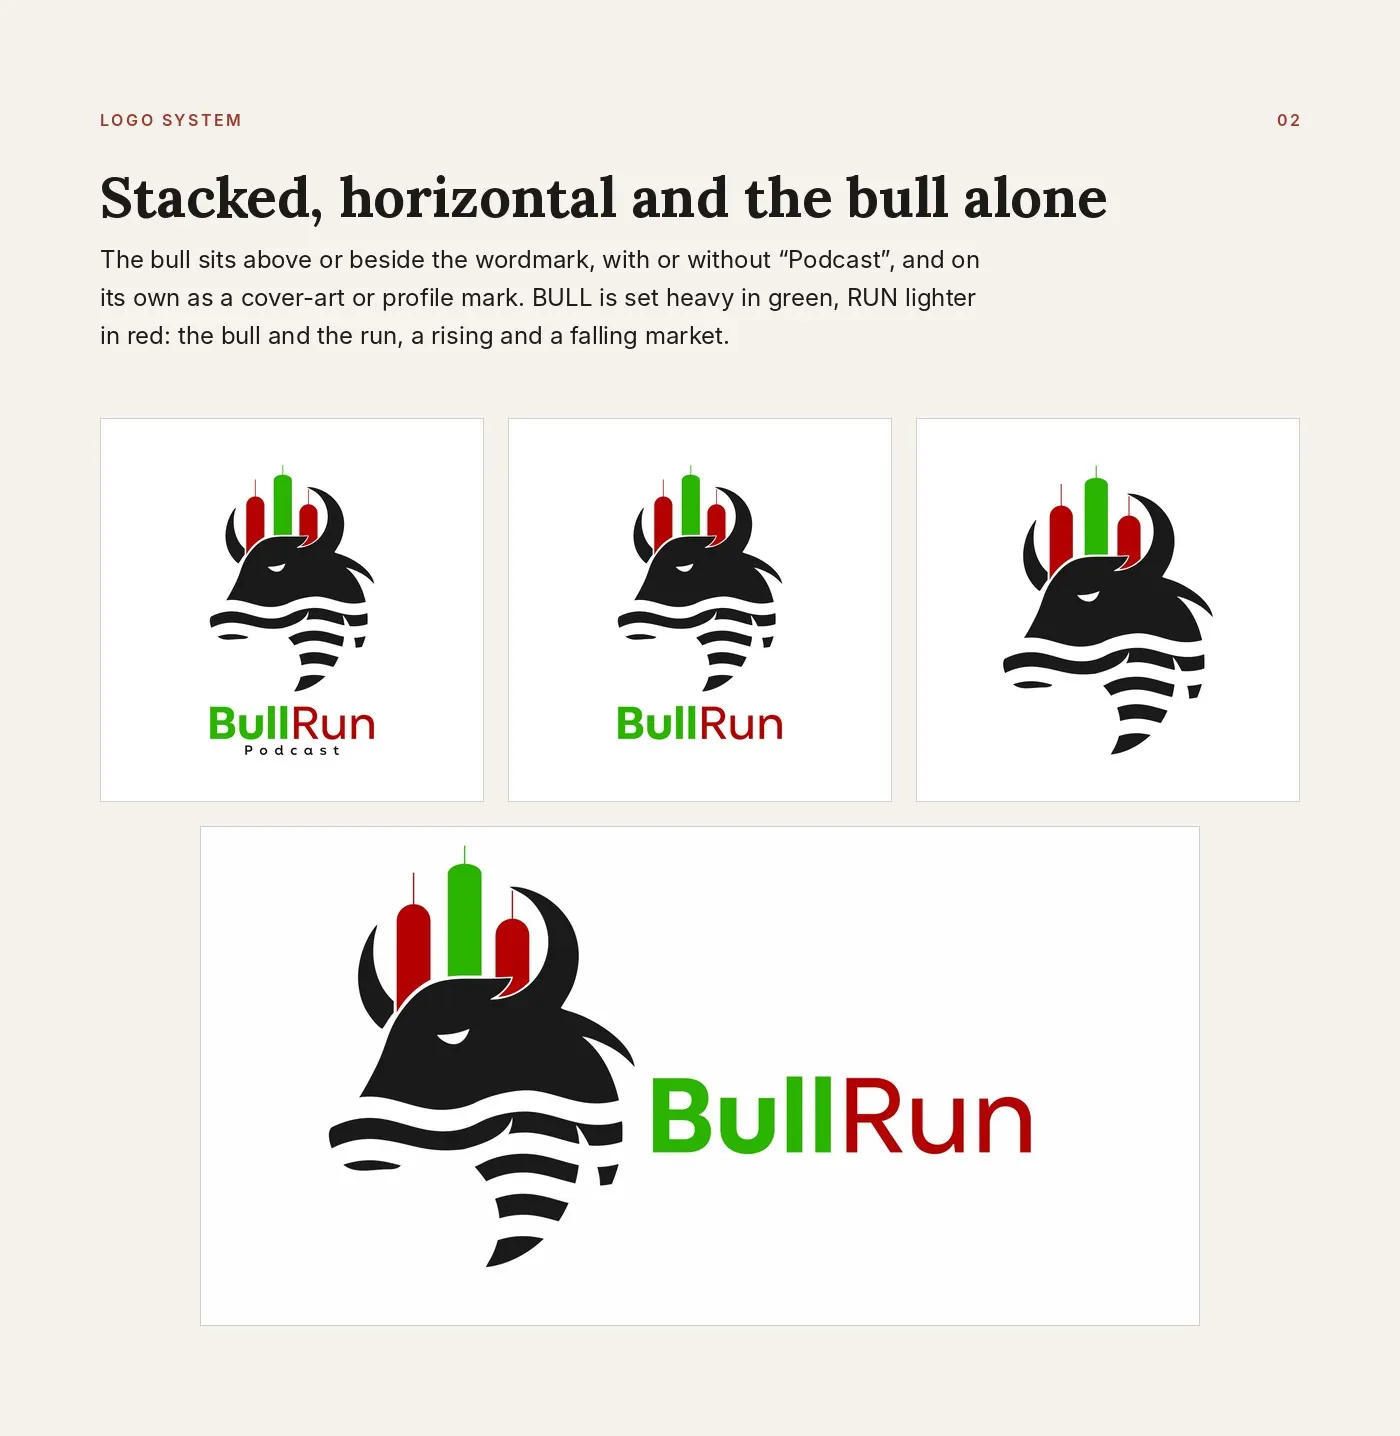 LOGO SYSTEM
02
Stacked, horizontal and the bull alone
The bull sits above or beside the wordmark, with or without “Podcast”, and on
its own as a cover-art or profile mark. BULL is set heavy in green, RUN lighter
in red: the bull and the run, a rising and a falling market.
BullRun
Podcast
BullRun
BullRun